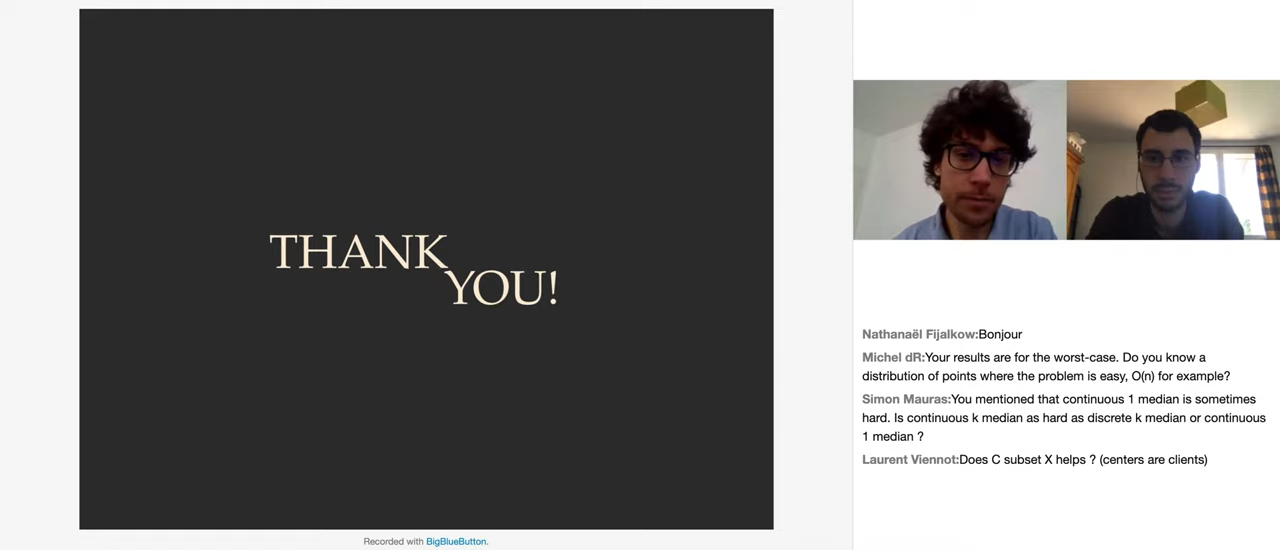 THANK
YOU!
Recorded with BigBlueButton.
Nathanaël Fijalkow:Bonjour
Michel dR:Your results are for the worst-case. Do you know a
distribution of points where the problem is easy, O(n) for example?
Simon Mauras:You mentioned that continuous 1 median is sometimes
hard. Is continuous k median as hard as discrete k median or continuous
1 median ?
Laurent Viennot:Does C subset X helps ? (centers are clients)